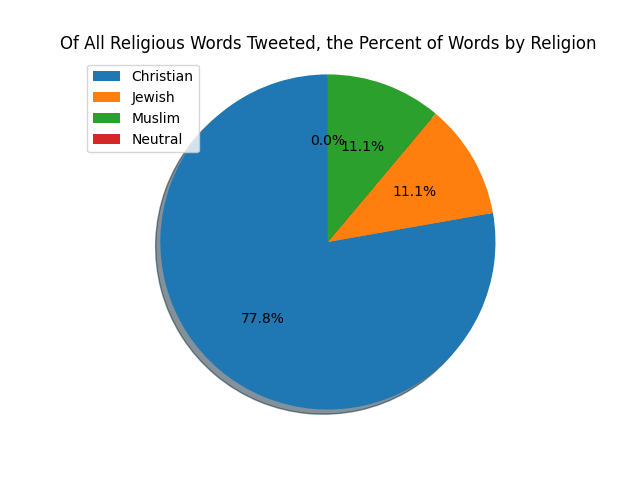 Of All Religious Words Tweeted, the Percent of Words by Religion
Christian
Jewish
Muslim
Neutral
0.0%
11.1%
11.1%
77.8%